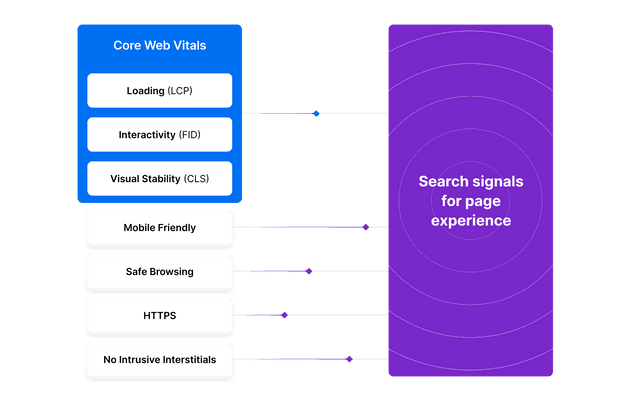 Core Web Vitals
Loading (LCP)
Interactivity (FID)
Visual Stability (CLS)
Mobile Friendly
Safe Browsing
HTTPS
No Intrusive Interstitials
Search signals
for page
experience